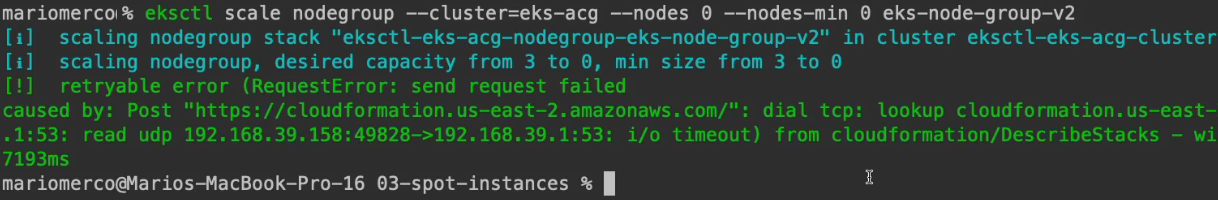 mariomerco% eksctl scale nodegroup --cluster=eks-acg --nodes 0 --nodes-min 0 eks-node-group-v2
[ℹ]  scaling nodegroup stack "eksctl-eks-acg-nodegroup-eks-node-group-v2" in cluster eksctl-eks-acg-cluster
[ℹ]  scaling nodegroup, desired capacity from 3 to 0, min size from 3 to 0
[!]  retryable error (RequestError: send request failed
caused by: Post "https://cloudformation.us-east-2.amazonaws.com/": dial tcp: lookup cloudformation.us-east-
.1:53: read udp 192.168.39.158:49828->192.168.39.1:53: i/o timeout) from cloudformation/DescribeStacks - wi
7193ms
mariomerco@Marios-MacBook-Pro-16 03-spot-instances %